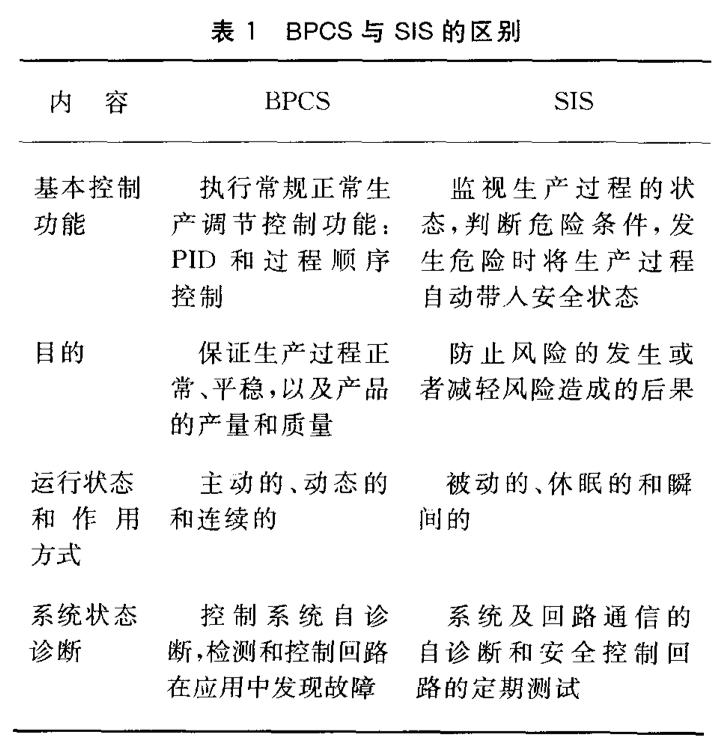 表 1 BPCS 与 SIS 的区别
内 容 BPCS SIS
基本控制 执行常规正常生 监视生产过程的状
功能 产调节控制功能： 态,判断危险条件,发
PID 和过程顺序 生危险时将生产过程
控制 自动带入安全状态
目的 保证生产过程正 防止风险的发生或
常、平稳,以及产品 者减轻风险造成的后果
的产量和质量
运行状态 主动的、动态的 被动的、休眠的和瞬
和作用 和连续的 间的
方式
系统状态 控制系统自诊 系统及回路通信的
诊断 断,检测和控制回路 自诊断和安全控制回
在应用中发现故障 路的定期测试